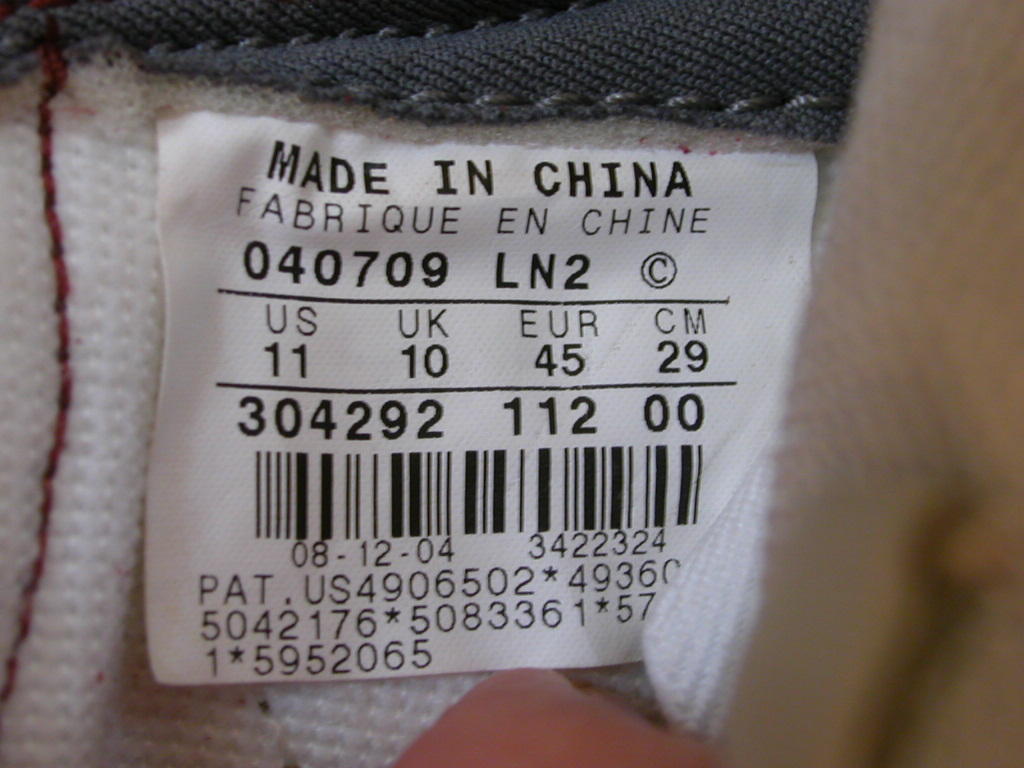 MADE IN CHINA
FABRIQUE EN CHINE
040709 LN2 ©
US UK EUR CM
11 10 45 29
304292 112 00
08-12-04 3422324
PAT.US4906502*49360
5042176*5083361*57
1*5952065